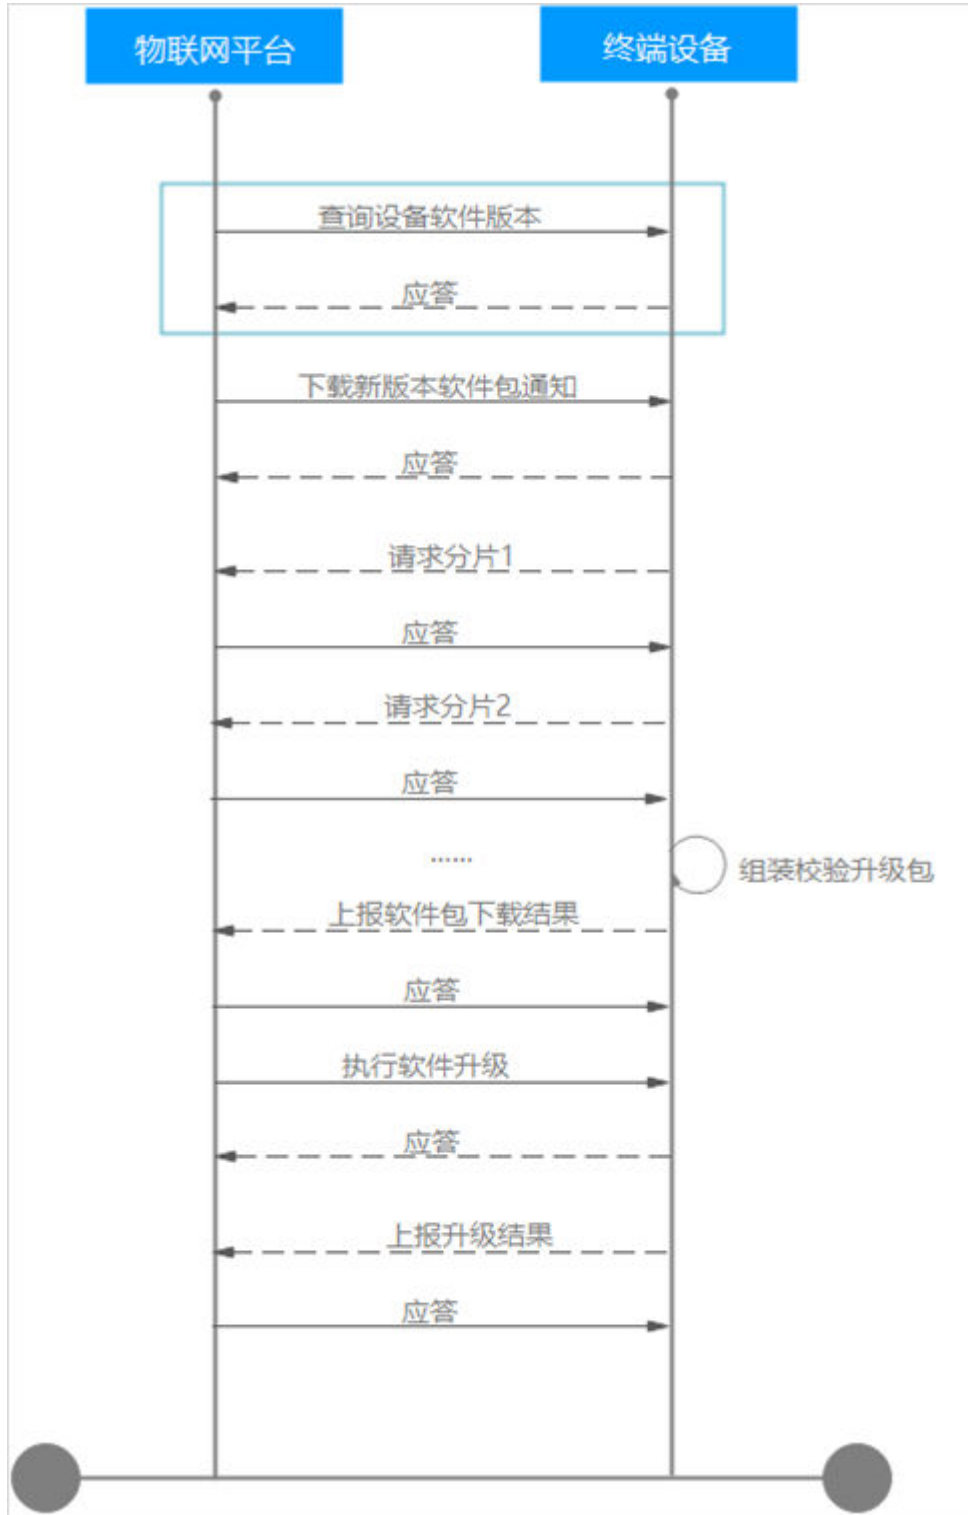 物联网平台
终端设备
查询设备软件版本
应答
下载新版本软件包通知
应答
请求分片1
应答
请求分片2
应答
......
组装校验升级包
上报软件包下载结果
应答
执行软件升级
应答
上报升级结果
应答